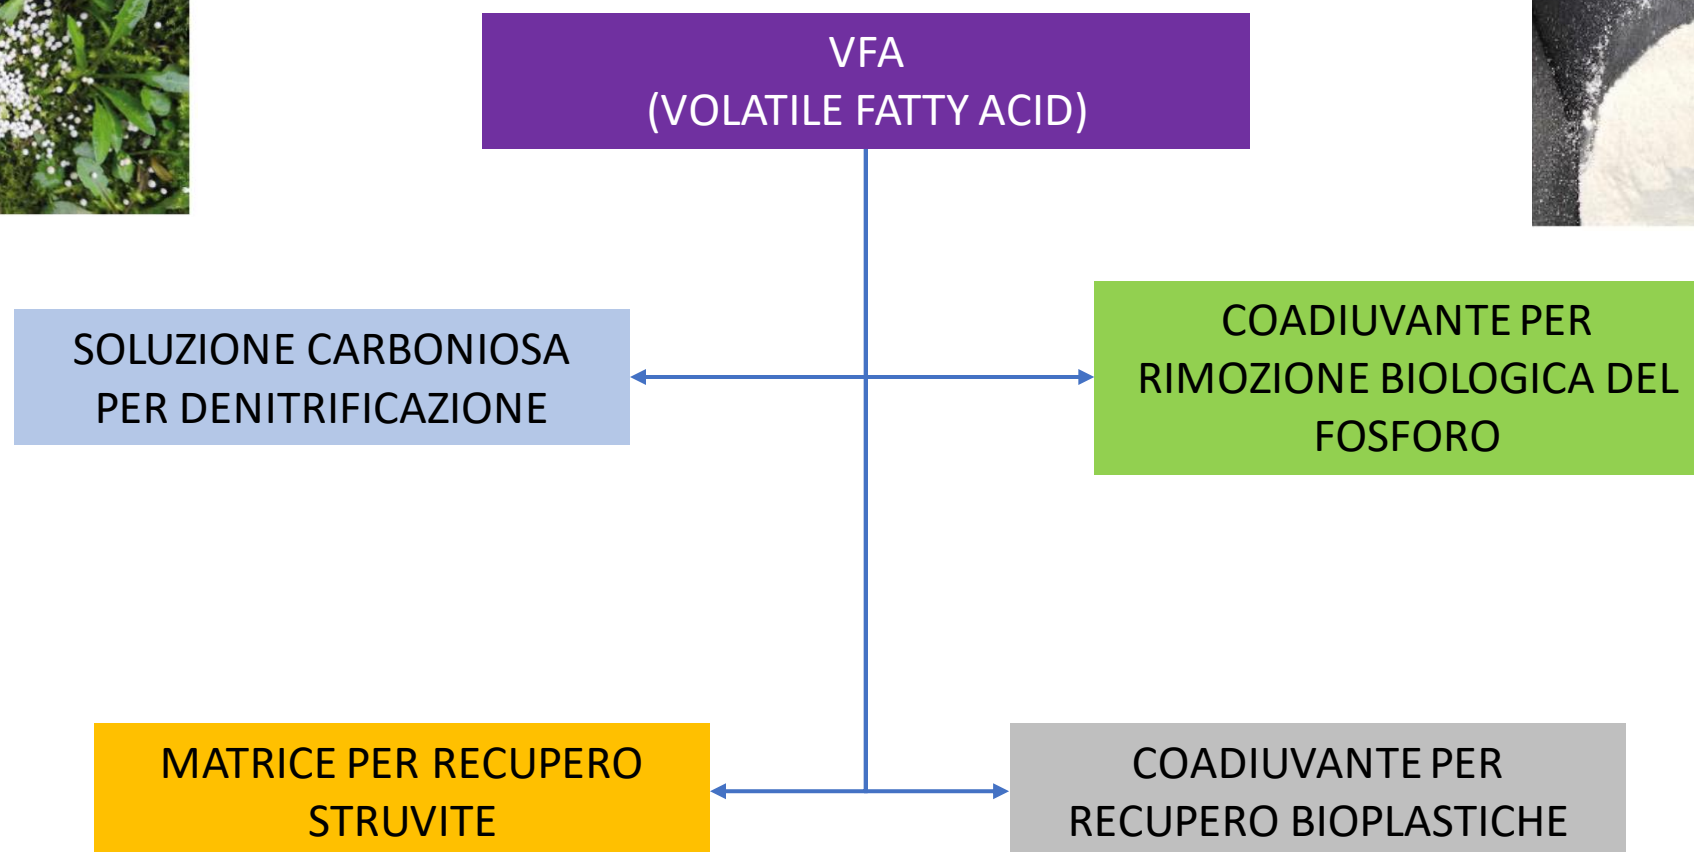 VFA
(VOLATILE FATTY ACID)
SOLUZIONE CARBONIOSA
PER DENITRIFICAZIONE
COADIUVANTE PER
RIMOZIONE BIOLOGICA DEL
FOSFORO
MATRICE PER RECUPERO
STRUVITE
COADIUVANTE PER
RECUPERO BIOPLASTICHE